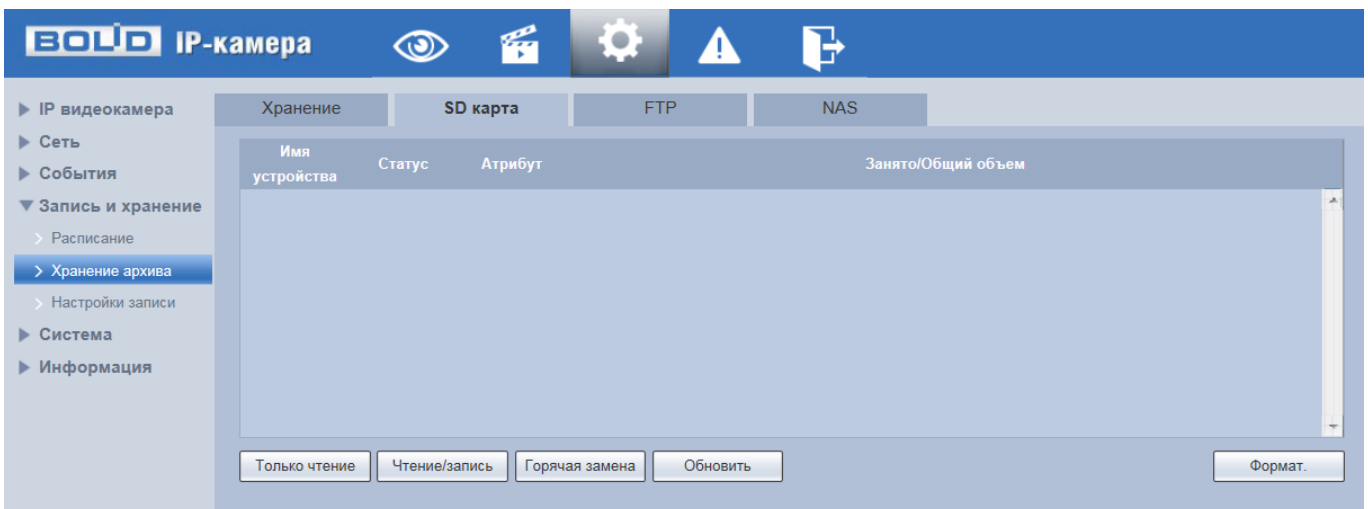 BOLID IP-камера
IP видеокамера
Сеть
События
Запись и хранение
Расписание
Хранение архива
Настройки записи
Система
Информация
Хранение SD карта FTP NAS
Имя
устройства Статус Атрибут Занято/Общий объем
Только чтение Чтение/запись Горячая замена Обновить Формат.